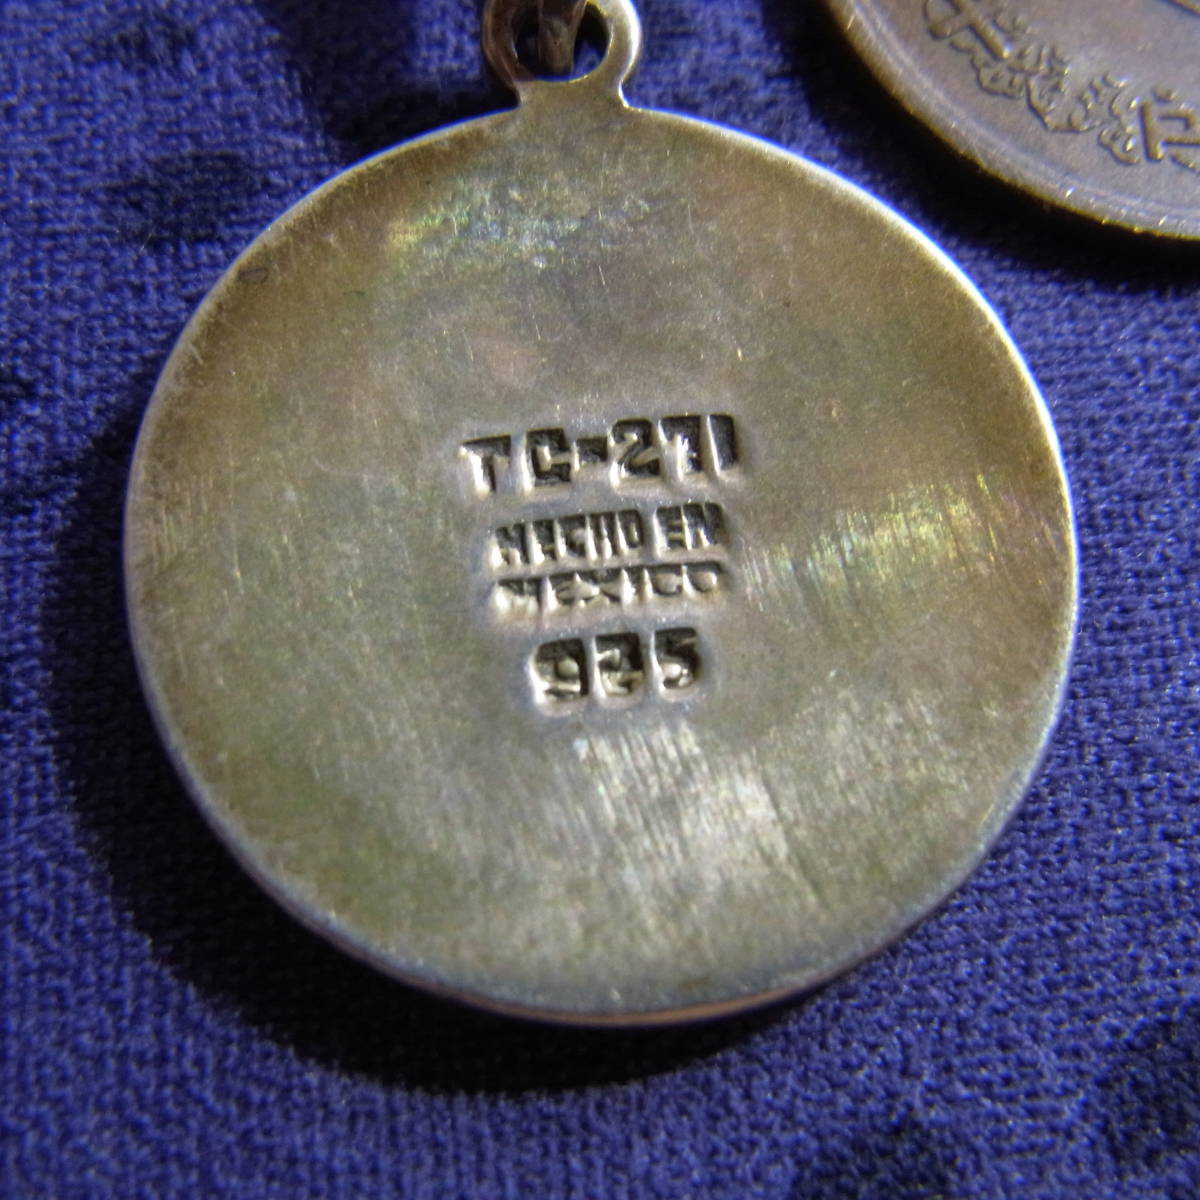 TC-271
HECHO EN
MEXICO
925